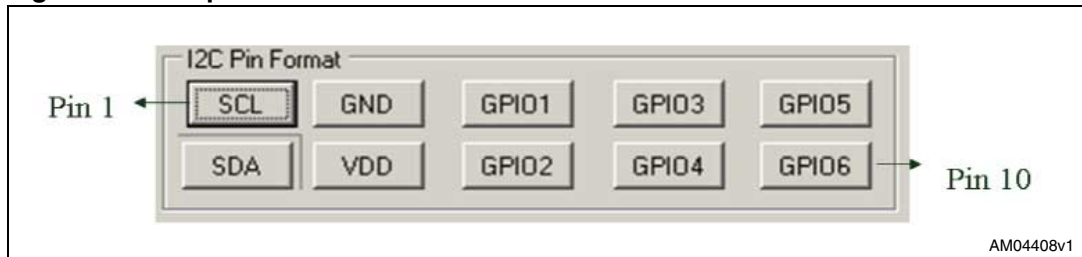 I2C Pin Format
Pin 1 SCL GND GPIO1 GPIO3 GPIO5
SDA VDD GPIO2 GPIO4 GPIO6 Pin 10
AM04408v1